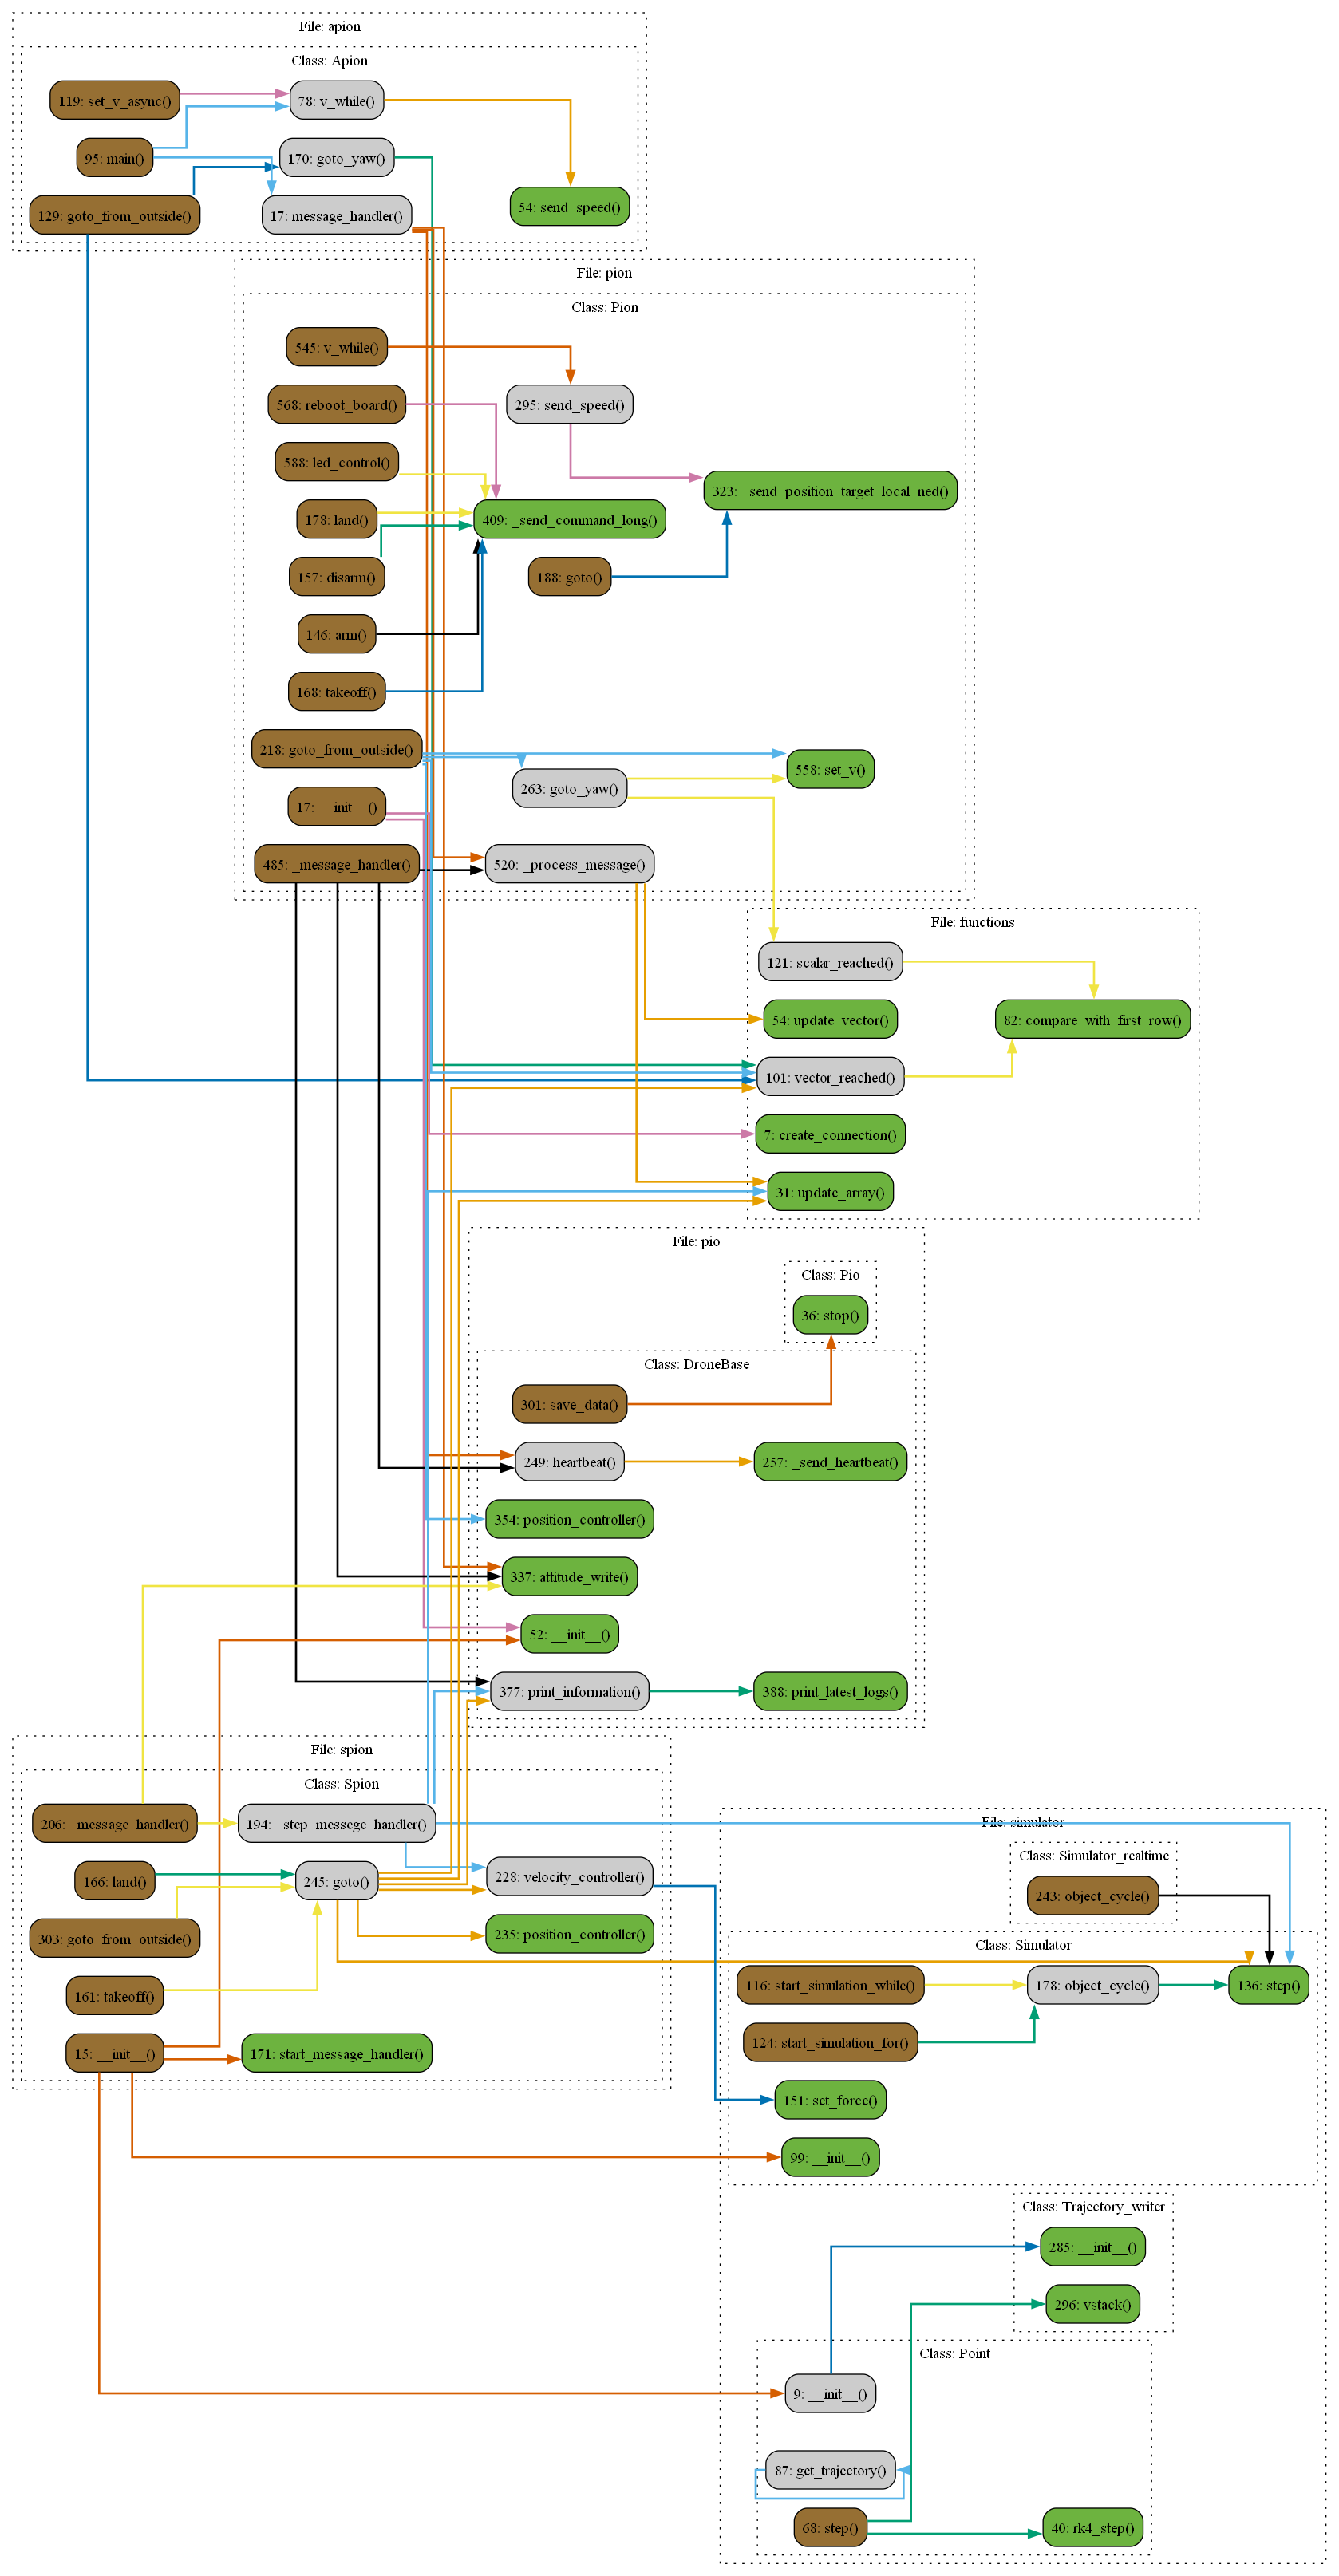 File: apion
Class: Apion
119: set_v_async()
78: v_while()
95: main()
170: goto_yaw()
129: goto_from_outside()
17: message_handler()
54: send_speed()
File: pion
Class: Pion
545: v_while()
568: reboot_board()
295: send_speed()
588: led_control()
323: _send_position_target_local_ned()
178: land()
409: _send_command_long()
157: disarm()
188: goto()
146: arm()
168: takeoff()
218: goto_from_outside()
558: set_v()
263: goto_yaw()
17: __init__()
485: _message_handler()
520: _process_message()
File: functions
121: scalar_reached()
54: update_vector()
82: compare_with_first_row()
101: vector_reached()
7: create_connection()
31: update_array()
File: pio
Class: Pio
36: stop()
Class: DroneBase
301: save_data()
249: heartbeat()
257: _send_heartbeat()
354: position_controller()
337: attitude_write()
52: __init__()
377: print_information()
388: print_latest_logs()
File: spion
Class: Spion
206: _message_handler()
194: _step_messege_handler()
166: land()
245: goto()
228: velocity_controller()
303: goto_from_outside()
235: position_controller()
161: takeoff()
15: __init__()
171: start_message_handler()
File: simulator
Class: Simulator_realtime
243: object_cycle()
Class: Simulator
116: start_simulation_while()
178: object_cycle()
136: step()
124: start_simulation_for()
151: set_force()
99: __init__()
Class: Trajectory_writer
285: __init__()
296: vstack()
Class: Point
9: __init__()
87: get_trajectory()
68: step()
40: rk4_step()